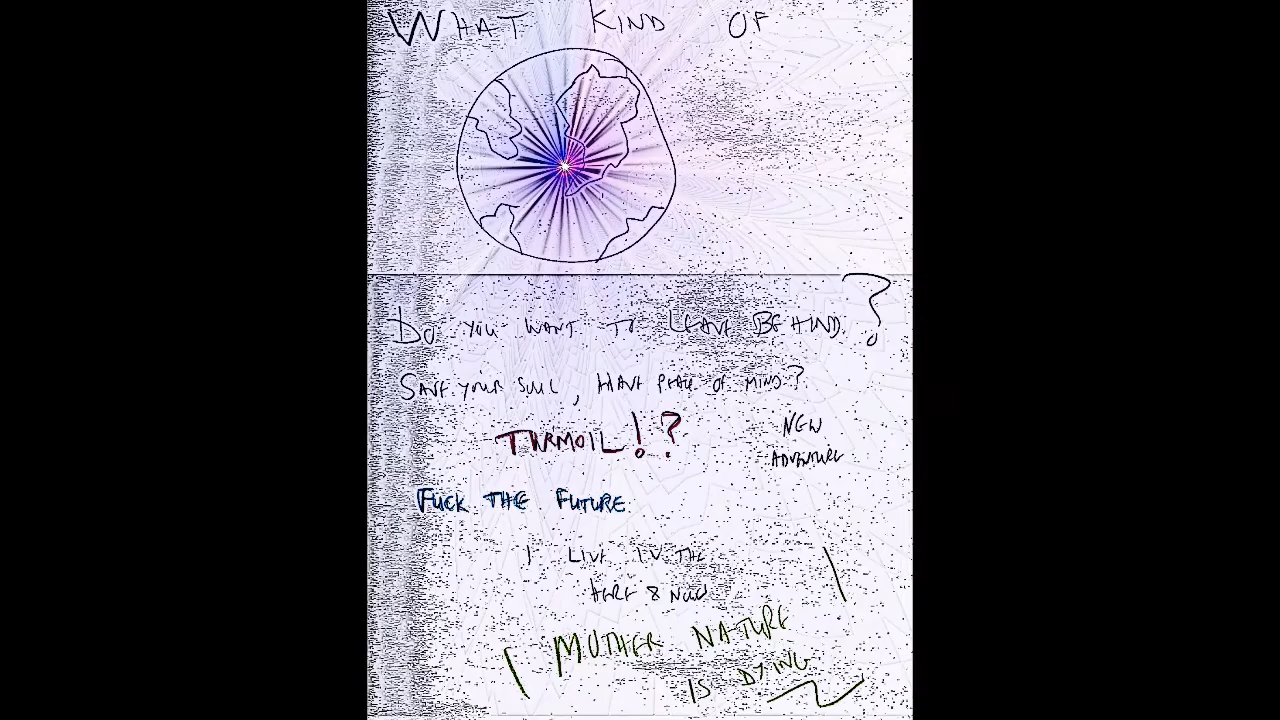 WHAT KIND OF
DO YOU WANT TO LEAVE BEHIND ?
SAVE YOUR SOUL, HAVE PEACE OF MIND?
TURMOIL!?
NEW
ADVENTURE
FUCK THE FUTURE.
I LIVE IN THE
HERE & NOW
MOTHER NATURE
IS DYING